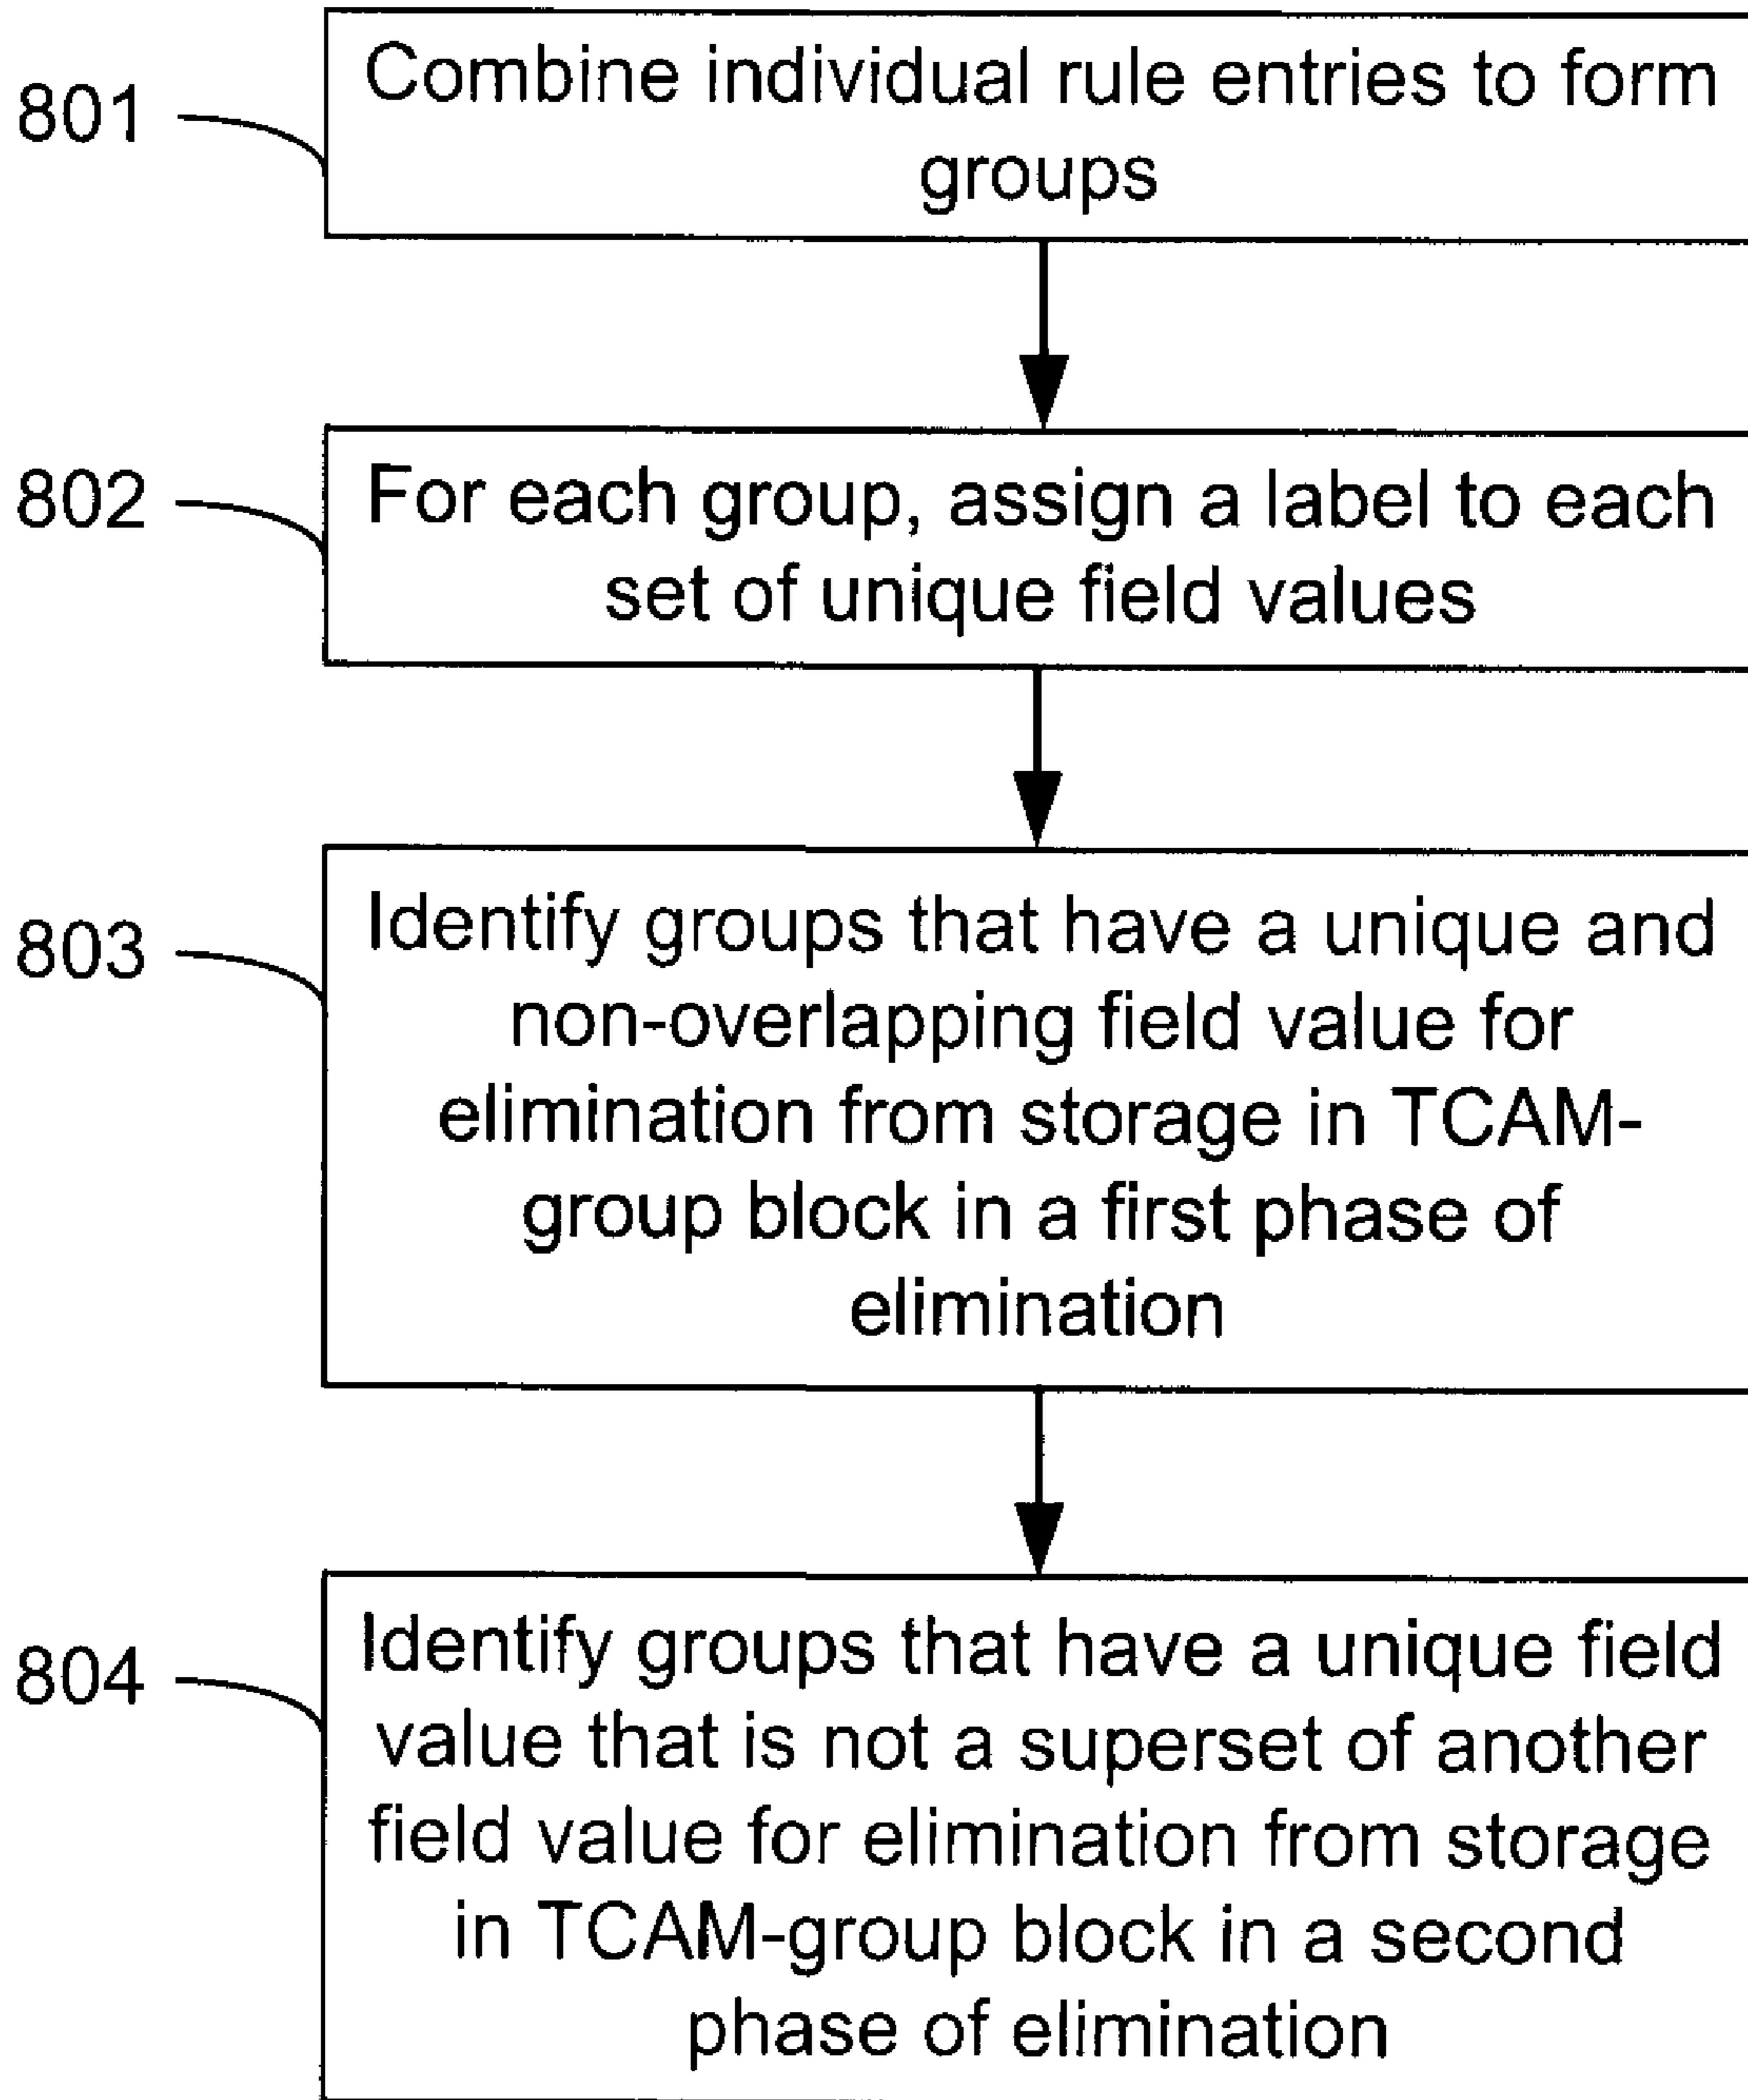 801
Combine individual rule entries to form
groups
802
For each group, assign a label to each
set of unique field values
803
Identify groups that have a unique and
non-overlapping field value for
elimination from storage in TCAM-
group block in a first phase of
elimination
804
Identify groups that have a unique field
value that is not a superset of another
field value for elimination from storage
in TCAM-group block in a second
phase of elimination